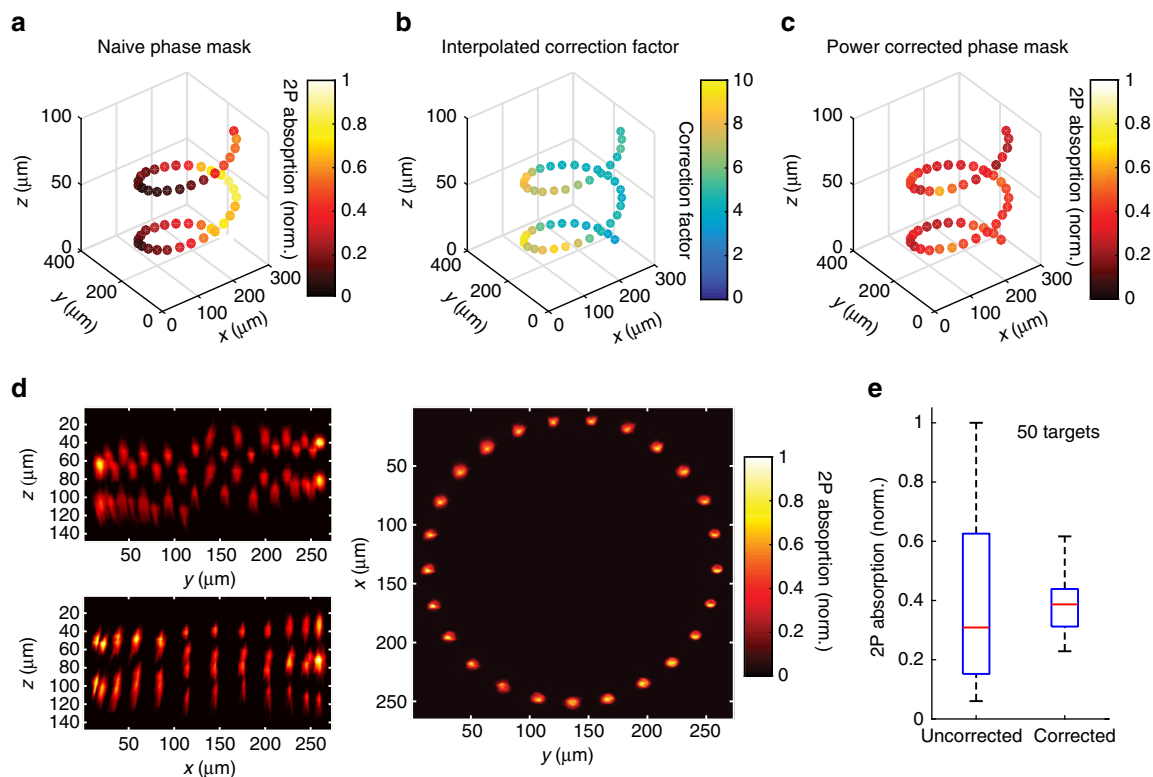 a
Naive phase mask
100
50
0
z (μm)
400
200
0
y (μm)
0
100
300
x (μm)
1
0.8
0.6
0.4
0.2
0
2P absoprtion (norm.)
b
Interpolated correction factor
100
50
0
z (μm)
400
200
0
y (μm)
0
100
300
x (μm)
10
8
6
4
2
0
Correction factor
c
Power corrected phase mask
100
50
0
z (μm)
400
200
0
y (μm)
0
100
300
x (μm)
1
0.8
0.6
0.4
0.2
0
2P absoprtion (norm.)
d
20
40
60
80
100
120
140
z (μm)
50 100 150 200 250
y (μm)
20
40
60
80
100
120
140
z (μm)
50 100 150 200 250
x (μm)
50
100
150
200
250
x (μm)
50 100 150 200 250
y (μm)
1
0.8
0.6
0.4
0.2
0
2P absoprtion (norm.)
e
50 targets
1
0.8
0.6
0.4
0.2
0
2P absorption (norm.)
Uncorrected Corrected